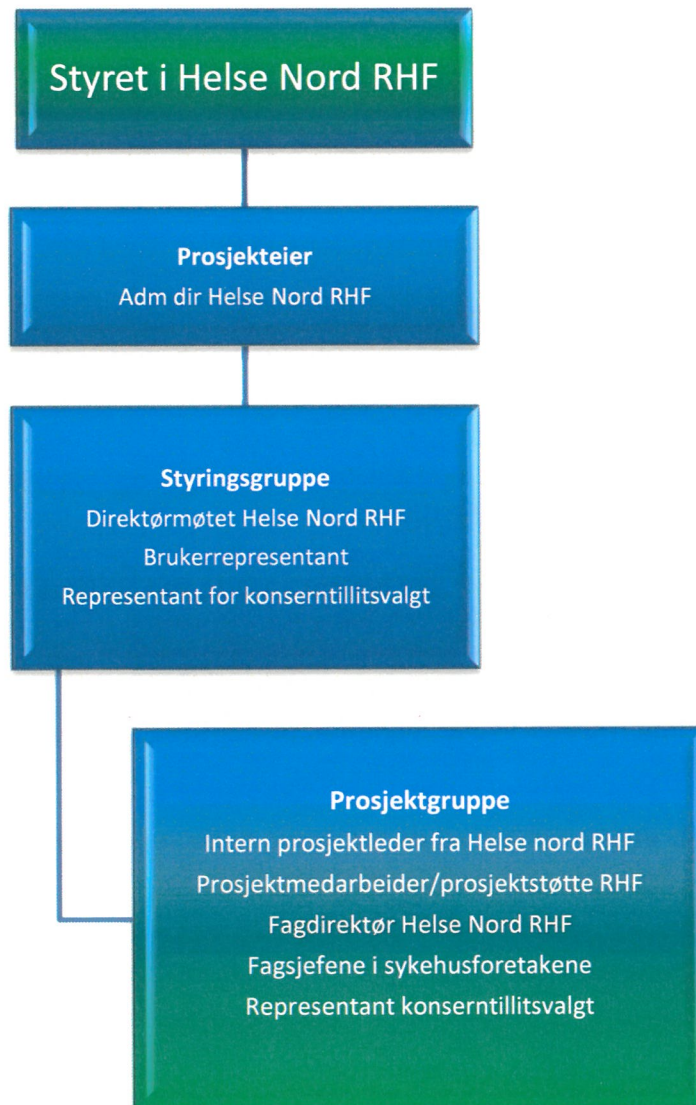 Styret i Helse Nord RHF
Prosjekteier
Adm dir Helse Nord RHF
Styringsgruppe
Direktørmøtet Helse Nord RHF
Brukerrepresentant
Representant for konserntillitsvalgt
Prosjektgruppe
Intern prosjektleder fra Helse nord RHF
Prosjektmedarbeider/prosjektstøtte RHF
Fagdirektør Helse Nord RHF
Fagsjefene i sykehusforetakene
Representant konserntillitsvalgt